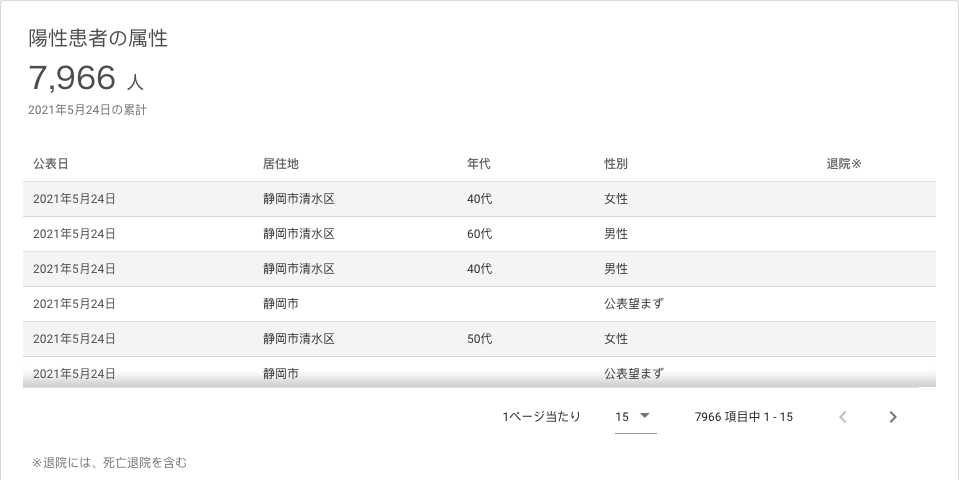 陽性患者の属性
7,966 人
2021年5月24日の累計
公表日 居住地 年代 性別 退院※
2021年5月24日 静岡市清水区 40代 女性
2021年5月24日 静岡市清水区 60代 男性
2021年5月24日 静岡市清水区 40代 男性
2021年5月24日 静岡市 公表望まず
2021年5月24日 静岡市清水区 50代 女性
2021年5月24日 静岡市 公表望まず
1ページ当たり 15 7966 項目中 1 - 15
※退院には、死亡退院を含む